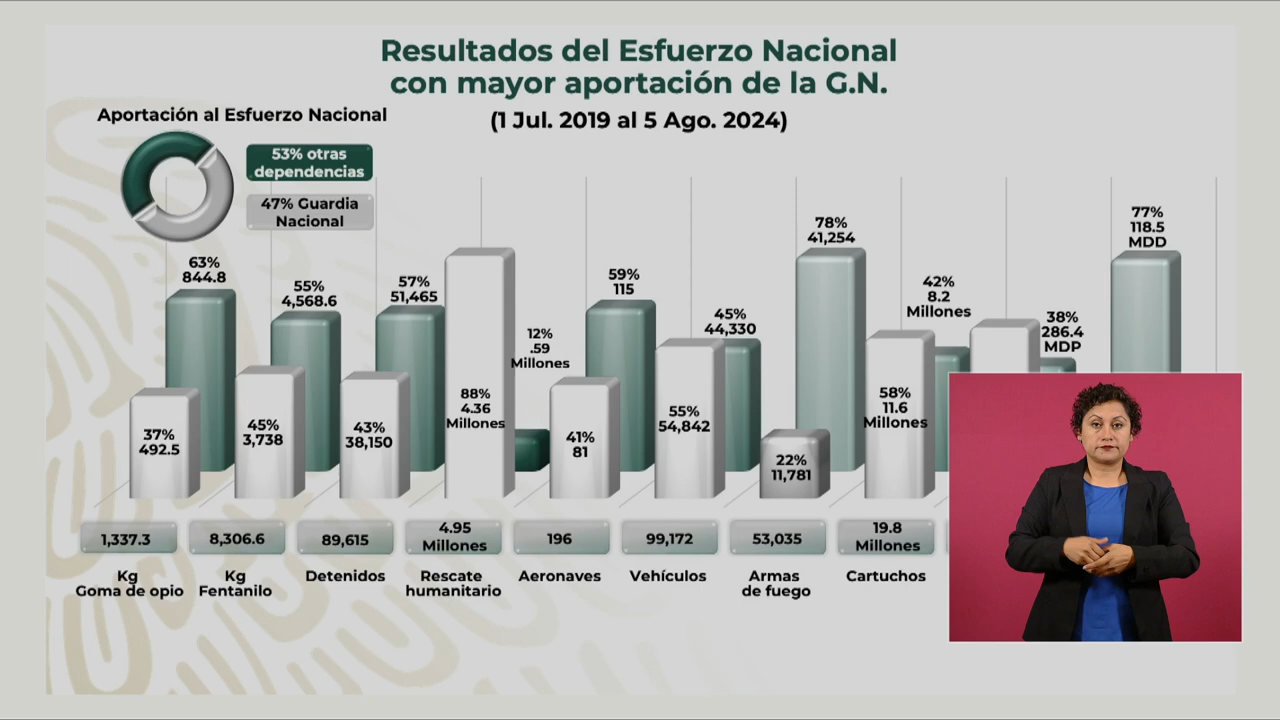 Resultados del Esfuerzo Nacional
con mayor aportación de la G.N.
(1 Jul. 2019 al 5 Ago. 2024)
Aportación al Esfuerzo Nacional
53% otras
dependencias
47% Guardia
Nacional
63%
844.8
37%
492.5
55%
4,568.6
45%
3,738
57%
51,465
43%
38,150
88%
4.36
Millones
12%
.59
Millones
59%
115
41%
81
45%
44,330
55%
54,842
78%
41,254
22%
11,781
42%
8.2
Millones
58%
11.6
Millones
38%
286.4
MDP
77%
118.5
MDD
1,337.3
8,306.6
89,615
4.95
Millones
196
99,172
53,035
19.8
Millones
Kg
Goma de opio
Kg
Fentanilo
Detenidos
Rescate
humanitario
Aeronaves
Vehículos
Armas
de fuego
Cartuchos